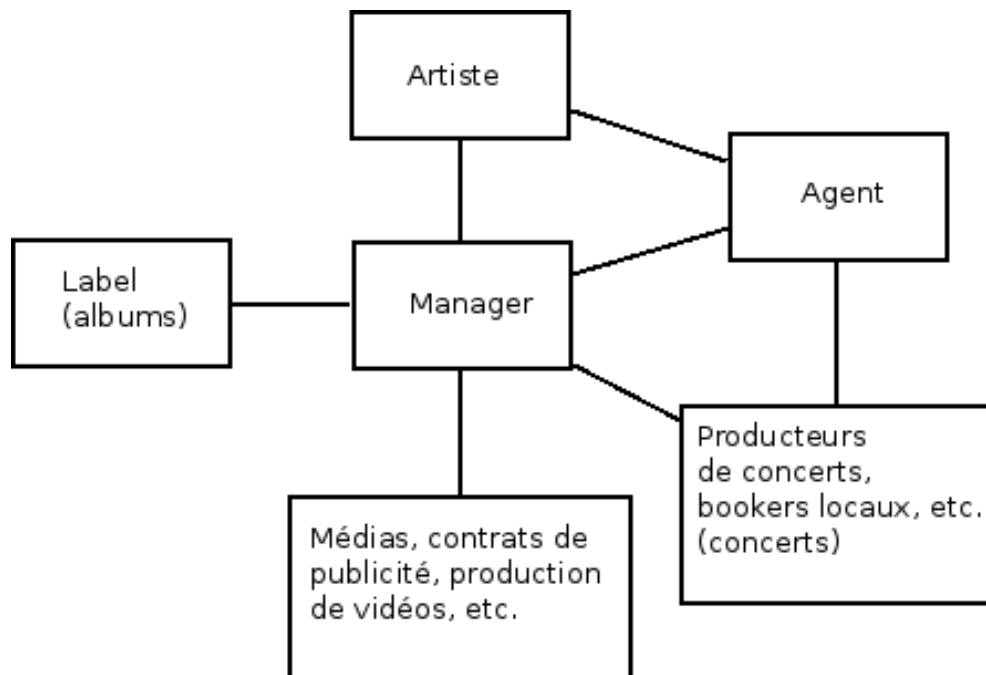 Artiste
Agent
Label
(albums)
Manager
Producteurs
de concerts,
bookers locaux, etc.
(concerts)
Médias, contrats de
publicité, production
de vidéos, etc.